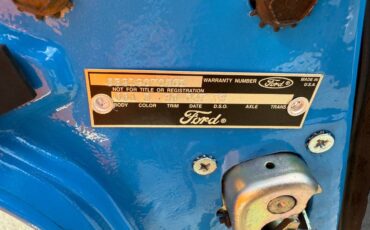 WARRANTY NUMBER Ford MADE IN U.S.A.
NOT FOR TITLE OR REGISTRATION
BODY COLOR TRIM DATE D.S.O. AXLE TRANS
Ford®